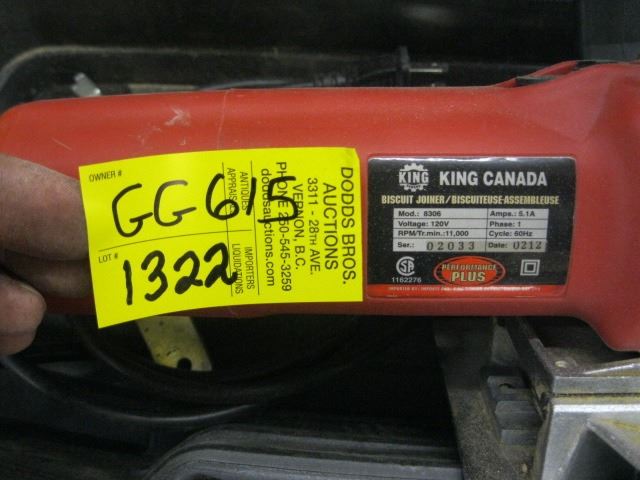 OWNER #
GG615
LOT #
1322
ANTIQUES
APPRAISALS
IMPORTERS
LIQUIDATIONS
DODDS BROS.
AUCTIONS
3311 - 28TH AVE.
VERNON, B.C.
PHONE 250-545-3259
doddsauctions.com
KING
KING CANADA
BISCUIT JOINER/BISCUITEUSE-ASSEMBLEUSE
Mod.: 8306 Amps.: 5.1A
Voltage: 120V Phase: 1
RPM/Tr.min.:11,000 Cycle: 60Hz
Ser.: 02033 Date: 0212
1162276
PERFORMANCE
PLUS